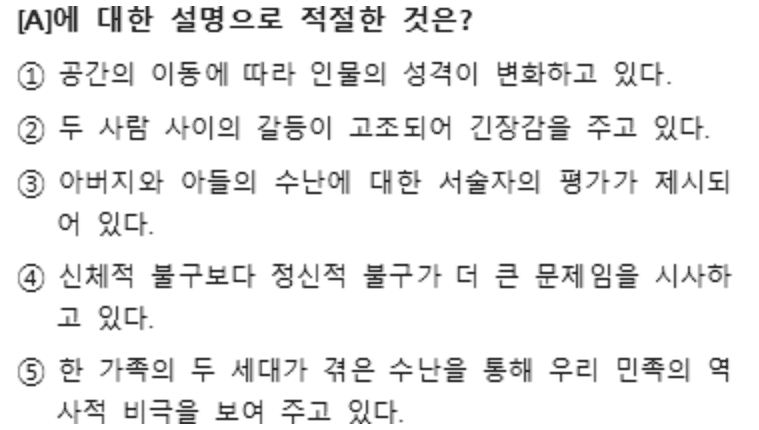 [A]에 대한 설명으로 적절한 것은?
① 공간의 이동에 따라 인물의 성격이 변화하고 있다.
② 두 사람 사이의 갈등이 고조되어 긴장감을 주고 있다.
③ 아버지와 아들의 수난에 대한 서술자의 평가가 제시되
어 있다.
④ 신체적 불구보다 정신적 불구가 더 큰 문제임을 시사하
고 있다.
⑤ 한 가족의 두 세대가 겪은 수난을 통해 우리 민족의 역
사적 비극을 보여 주고 있다.